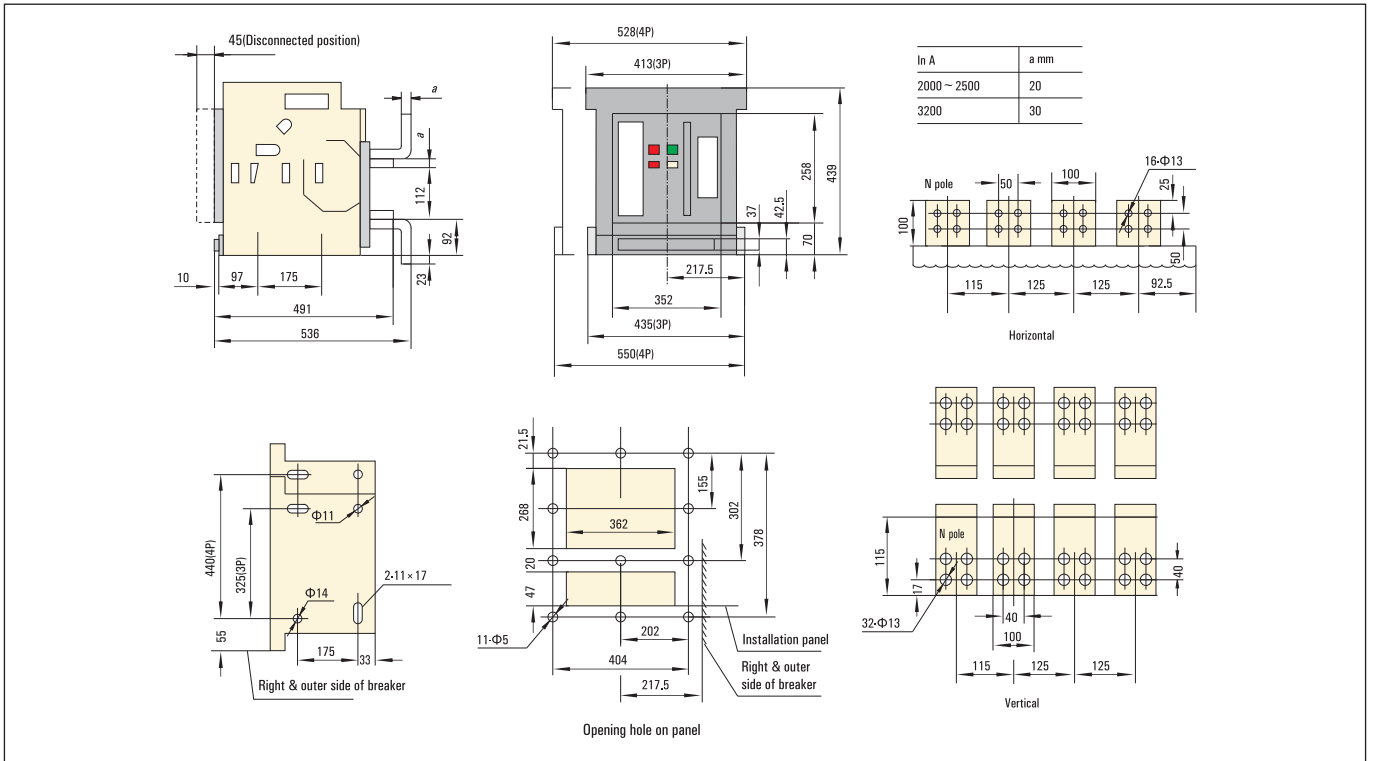 45(Disconnected position)
a
a
112
92
23
10
97
175
491
536
528(4P)
413(3P)
258
439
37
42.5
70
217.5
352
435(3P)
550(4P)
In A a mm
2000 ~ 2500 20
3200 30
16-Φ13
N pole
50
100
25
100
50
115
125
125
92.5
Horizontal
440(4P)
325(3P)
Φ11
2-11×17
Φ14
55
175
33
Right & outer side of breaker
21.5
268
362
155
302
378
20
47
11-Φ5
202
404
217.5
Installation panel
Right & outer
side of breaker
Opening hole on panel
N pole
115
17
40
32-Φ13
40
100
115
125
125
Vertical